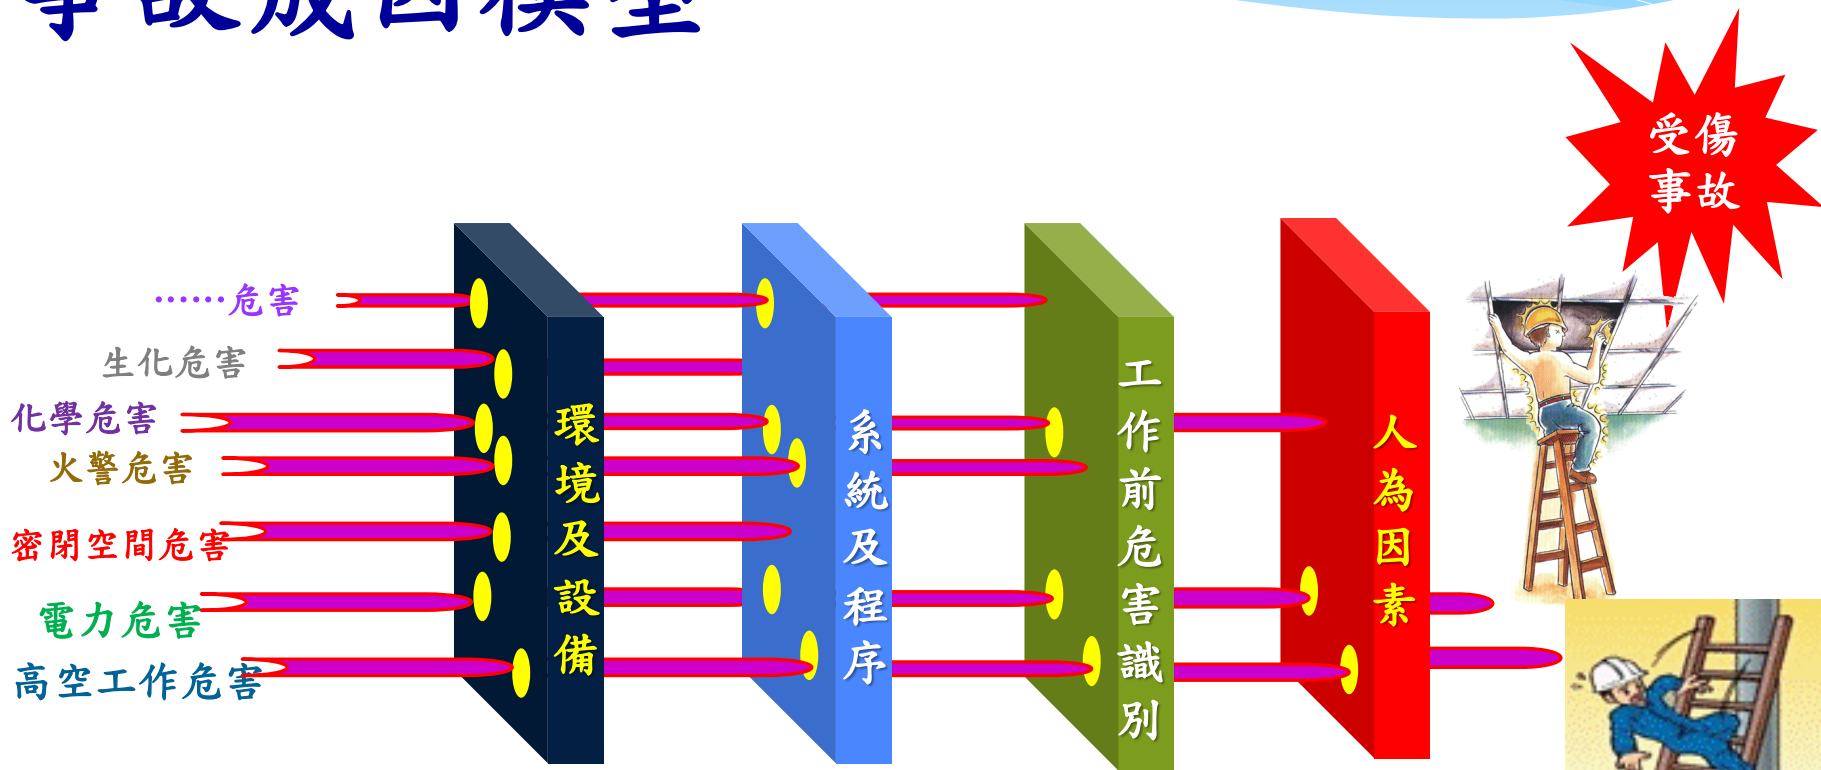 事故成因模型
受傷
事故
……危害
生化危害
化學危害
火警危害
密閉空間危害
電力危害
高空工作危害
環境及設備
系統及程序
工作前危害識別
人為因素